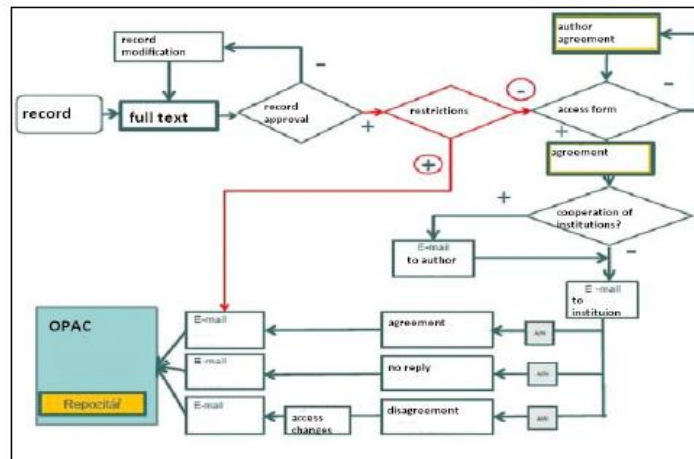 author
agreement
record
modification
−
−
−
record
full text
record
approval
restrictions
access form
+
+
+
agreement
+
cooperation of
institutions?
E-mail
to author
−
E-mail
to
instituion
OPAC
E-mail
agreement
E-mail
no reply
Repozitář
E-mail
access
changes
disagreement